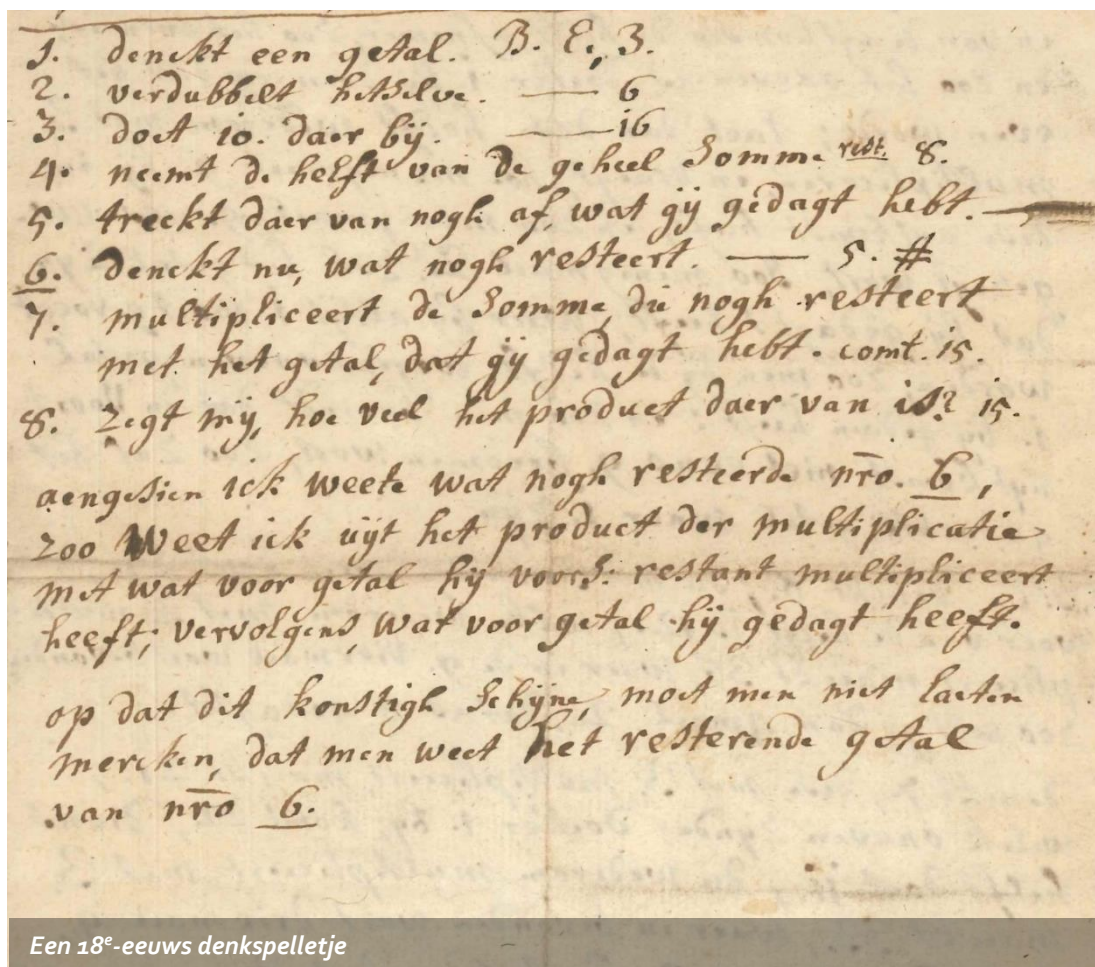 1. denckt een getal. B. E; 3.
2. verdubbelt hetselve. — 6
3. doet 10. daer bij. — 16
4. neemt de helft van de geheel somme rest. 8.
5. treckt daer van nogh af, wat gij gedagt hebt. —
6. denckt nu, wat nogh resteert. — 5. #
7. multipliceert de somme, die nogh resteert
met het getal, dat gij gedagt hebt. comt. 15.
8. zegt mij, hoe veel het product daer van is? 15.
aengesien ick weete wat nogh resteerde nro. 6,
zoo weet ick uijt het product der multiplicatie
met wat voor getal hij voors: restant multipliceert
heeft; vervolgens, wat voor getal hij gedagt heeft.
op dat dit konstigh schijne, moet men niet laeten
mercken, dat men weet het resterende getal
van nro 6.
Een 18e-eeuws denkspelletje